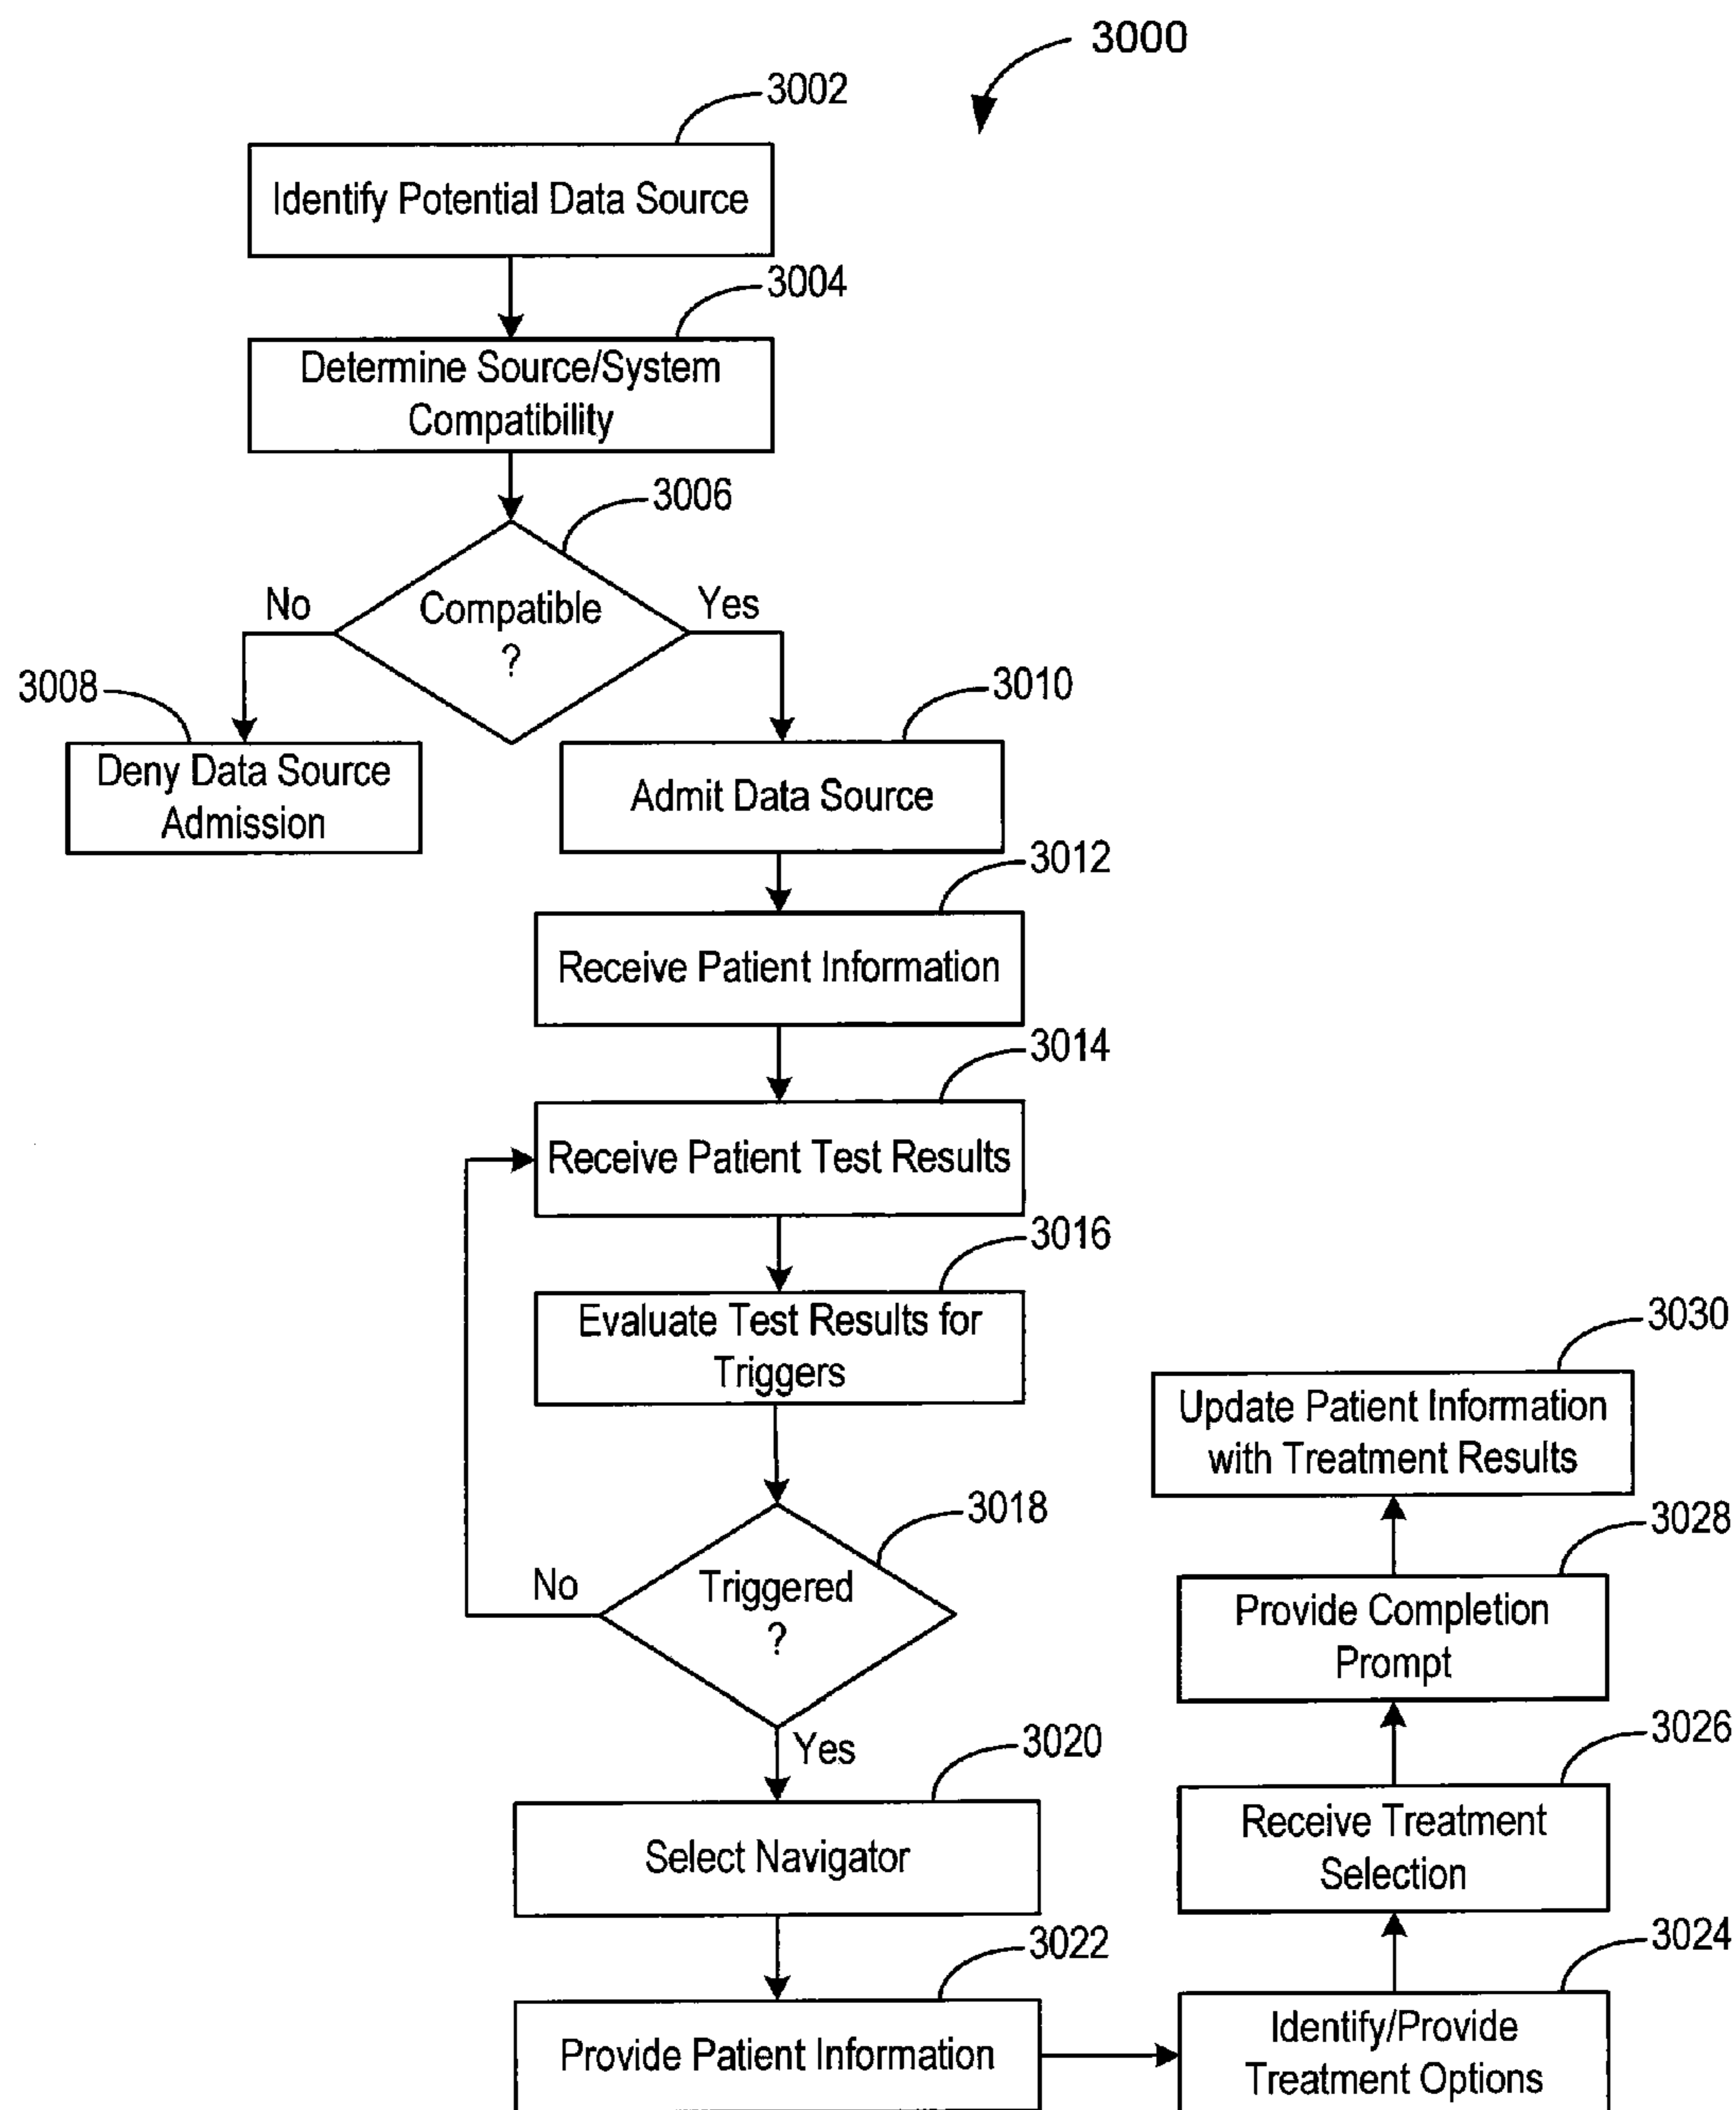 3000
3002
Identify Potential Data Source
3004
Determine Source/System
Compatibility
3006
No
Compatible
?
Yes
3008
Deny Data Source
Admission
3010
Admit Data Source
3012
Receive Patient Information
3014
Receive Patient Test Results
3016
Evaluate Test Results for
Triggers
3018
No
Triggered
?
Yes
3020
Select Navigator
3022
Provide Patient Information
3024
Identify/Provide
Treatment Options
3026
Receive Treatment
Selection
3028
Provide Completion
Prompt
3030
Update Patient Information
with Treatment Results